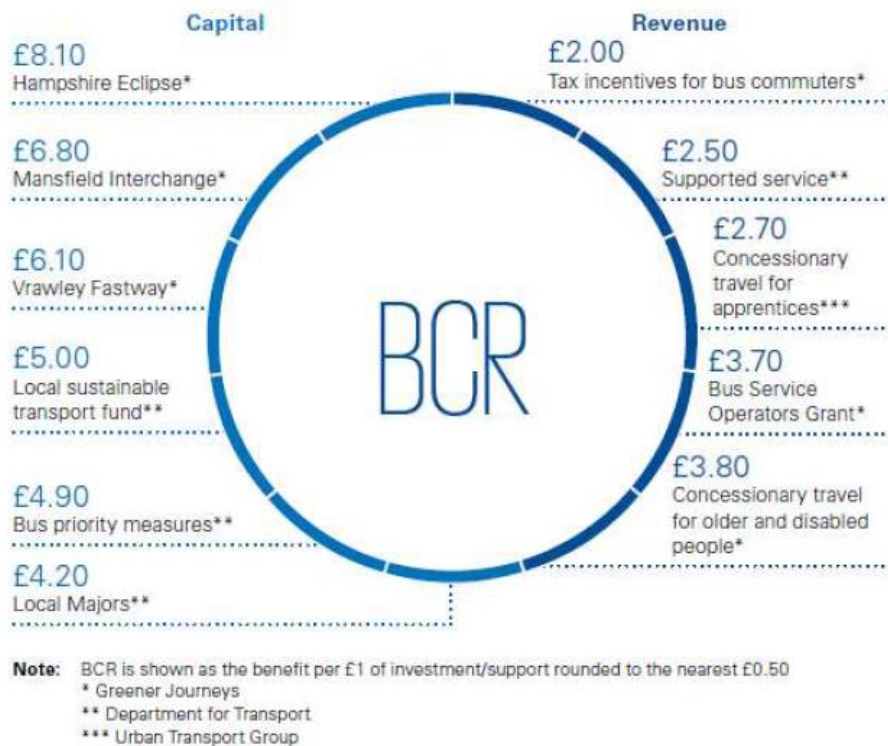 Capital
£8.10
Hampshire Eclipse*
£6.80
Mansfield Interchange*
£6.10
Vrawley Fastway*
£5.00
Local sustainable
transport fund**
£4.90
Bus priority measures**
£4.20
Local Majors**
BCR
Revenue
£2.00
Tax incentives for bus commuters*
£2.50
Supported service**
£2.70
Concessionary
travel for
apprentices***
£3.70
Bus Service
Operators Grant*
£3.80
Concessionary travel
for older and disabled
people*
Note: BCR is shown as the benefit per £1 of investment/support rounded to the nearest £0.50
* Greener Journeys
** Department for Transport
*** Urban Transport Group